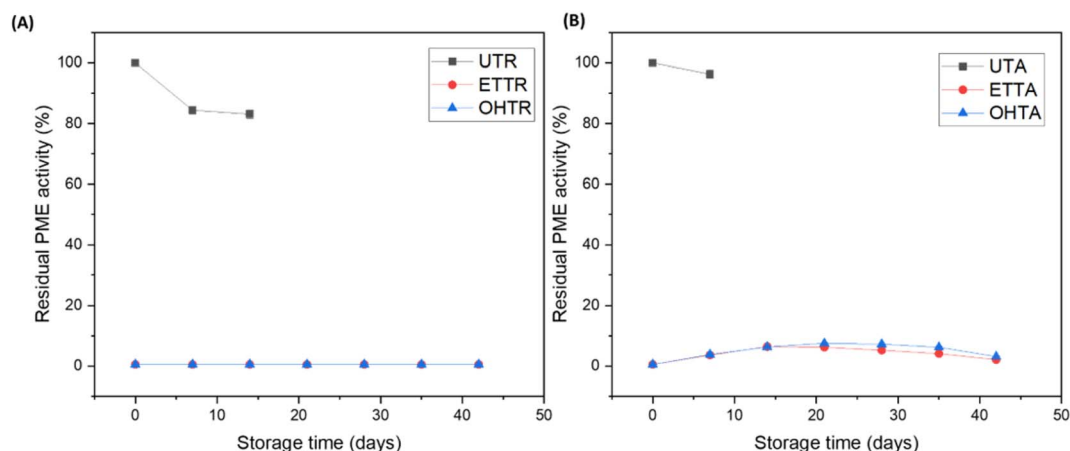 (A)
UTR
ETTR
OHTR
100
80
60
40
20
0
Residual PME activity (%)
0 10 20 30 40 50
Storage time (days)
(B)
UTA
ETTA
OHTA
100
80
60
40
20
0
Residual PME activity (%)
0 10 20 30 40 50
Storage time (days)